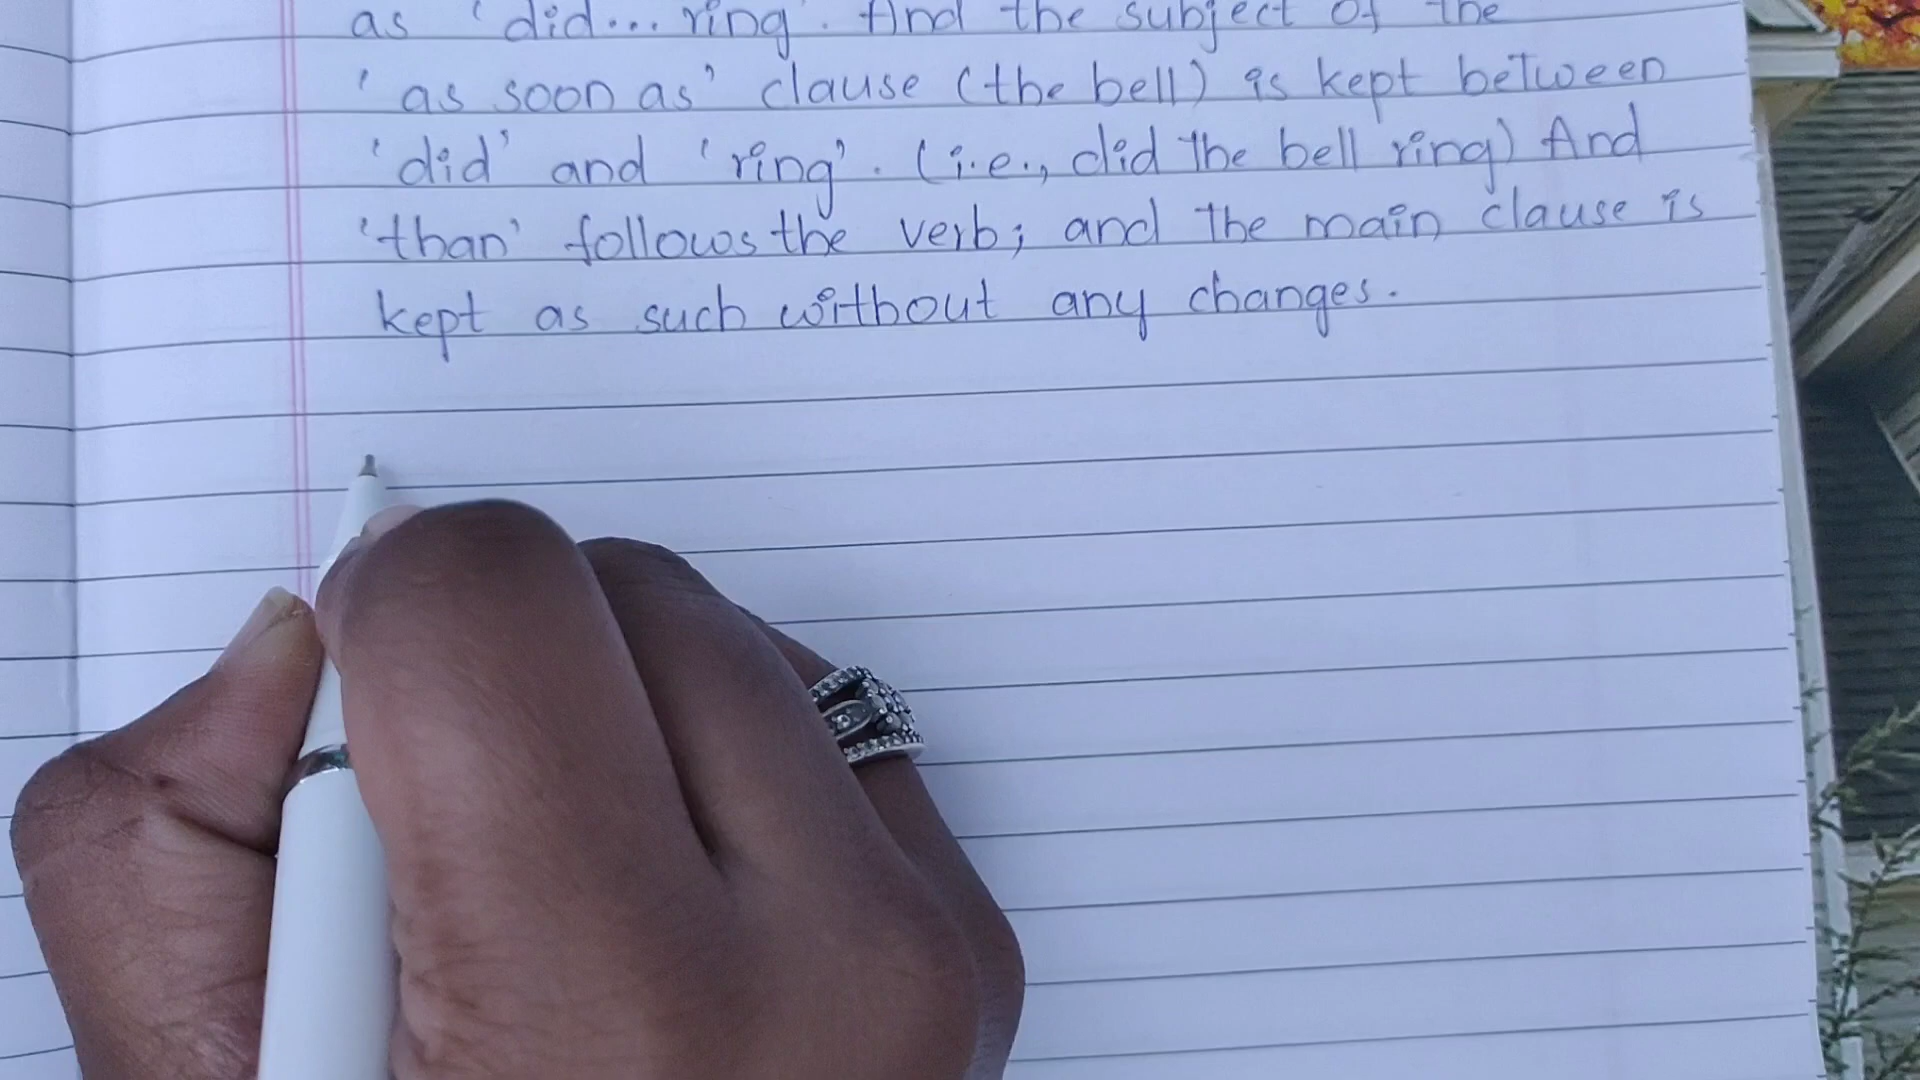 as 'did... ring'. And the subject of the
'as soon as' clause (the bell) is kept between
'did' and 'ring'. (i.e., did the bell ring) And
'than' follows the verb; and the main clause is
kept as such without any changes.